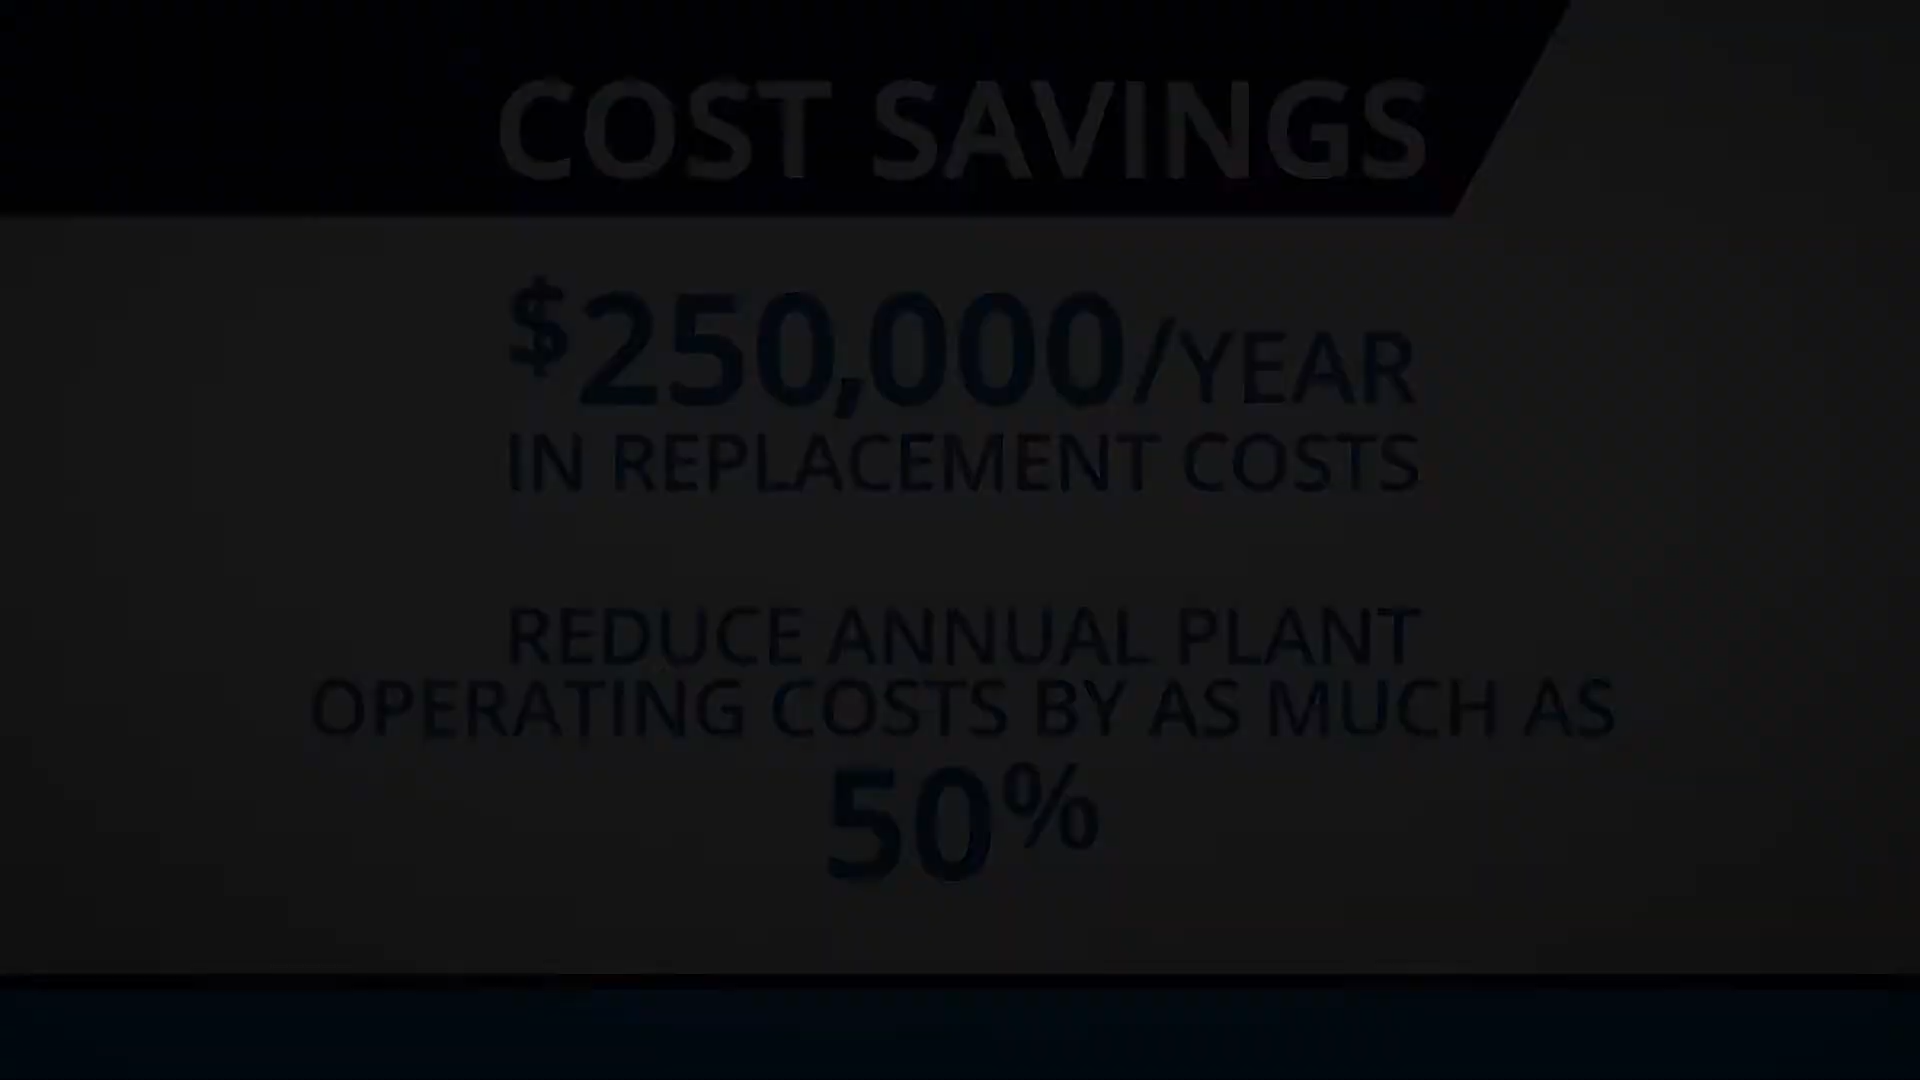 COST SAVINGS
$250,000/YEAR
IN REPLACEMENT COSTS
REDUCE ANNUAL PLANT
OPERATING COSTS BY AS MUCH AS
50%